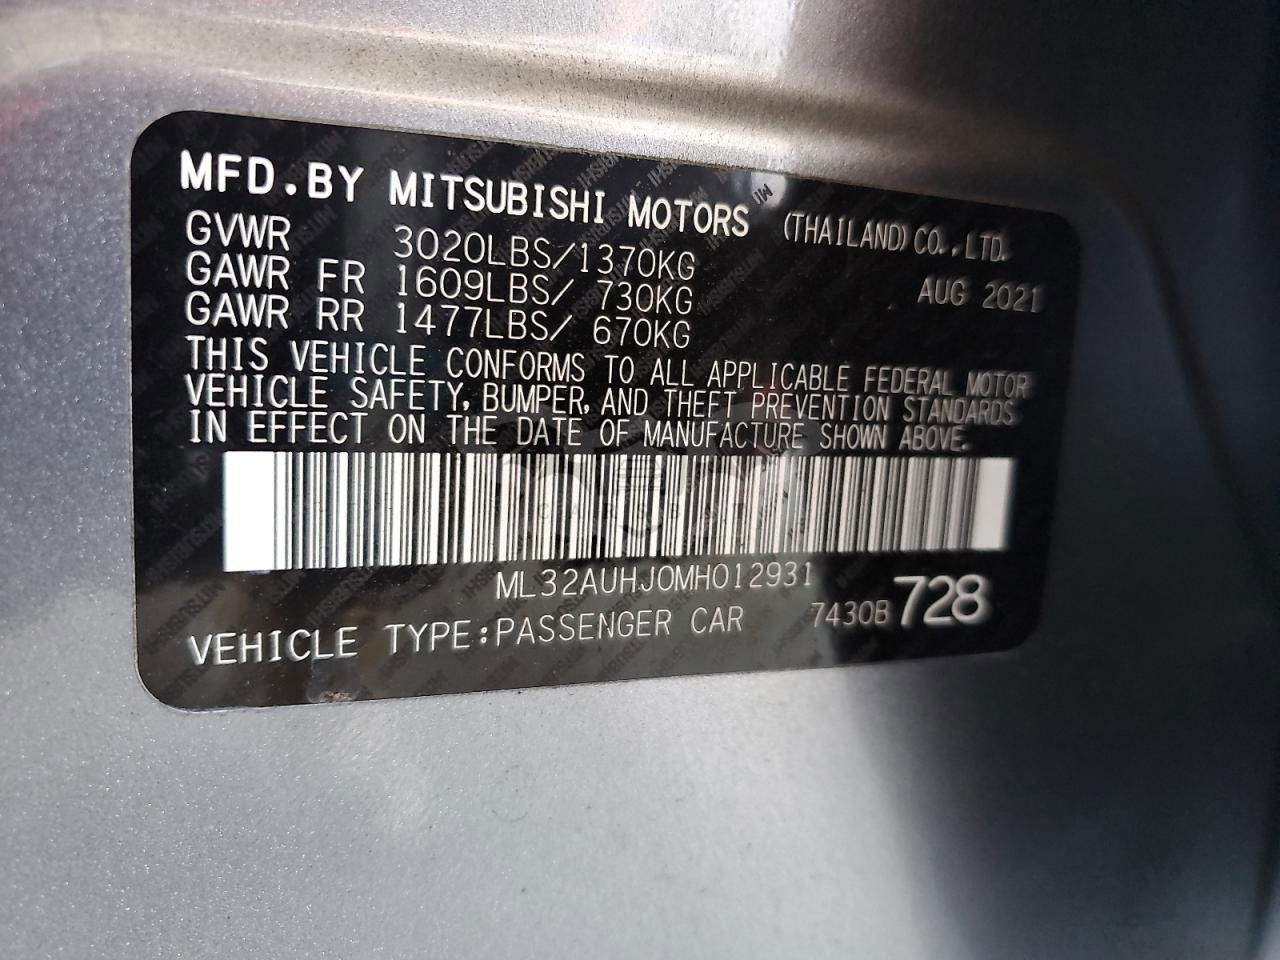 MFD.BY MITSUBISHI MOTORS (THAILAND) CO.,LTD.
GVWR 3020LBS/1370KG
AUG 2021
GAWR FR 1609LBS/ 730KG
GAWR RR 1477LBS/ 670KG
THIS VEHICLE CONFORMS TO ALL APPLICABLE FEDERAL MOTOR
VEHICLE SAFETY, BUMPER, AND THEFT PREVENTION STANDARDS
IN EFFECT ON THE DATE OF MANUFACTURE SHOWN ABOVE.
ML32AUHJ0MH012931
VEHICLE TYPE:PASSENGER CAR 7430B 728